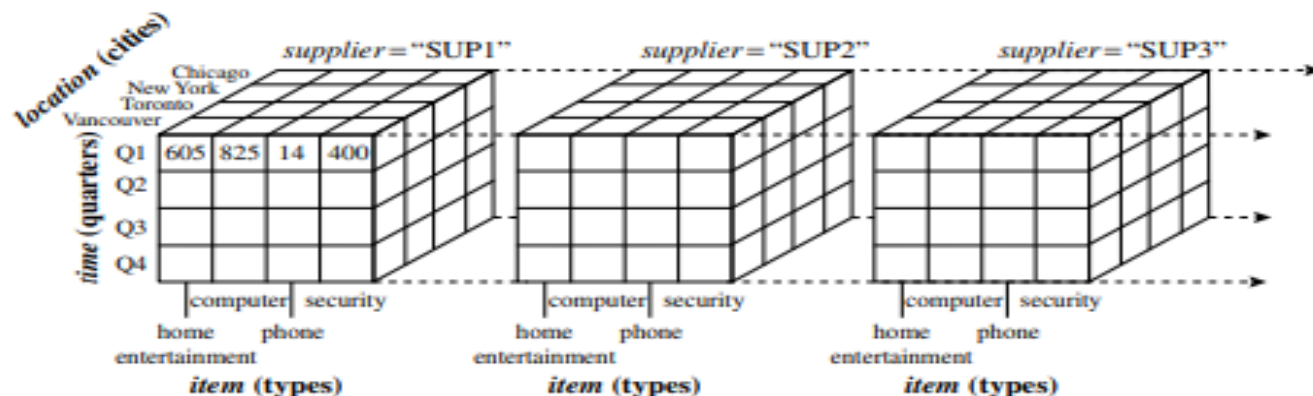 supplier = “SUP1” supplier = “SUP2” supplier = “SUP3”
location (cities)
Chicago
New York
Toronto
Vancouver
time (quarters)
Q1 605 825 14 400
Q2
Q3
Q4
computer security computer security computer security
home phone home phone home phone
entertainment entertainment entertainment
item (types) item (types) item (types)